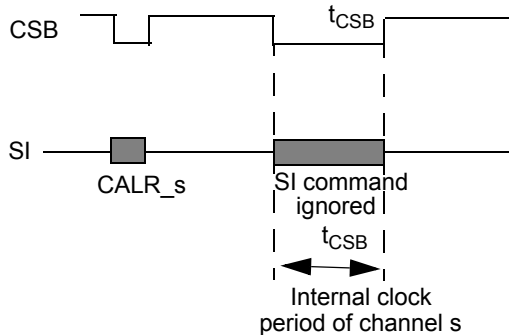 CSB
tCSB
SI
CALR_s
SI command
ignored
tCSB
Internal clock
period of channel s